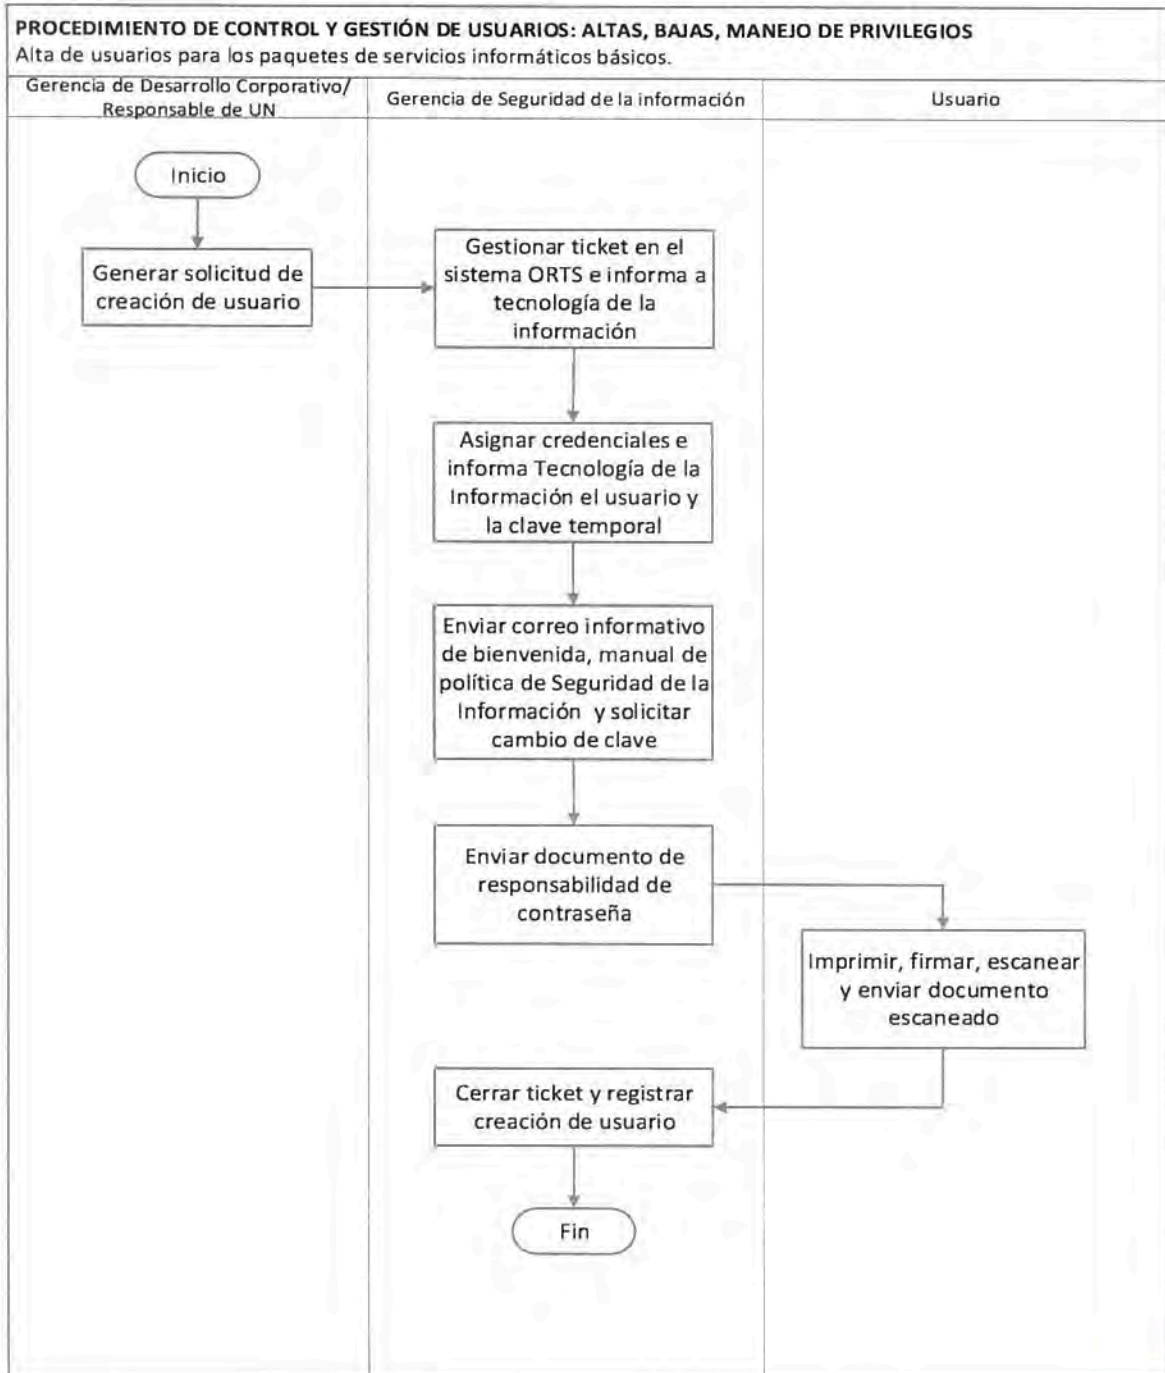 PROCEDIMIENTO DE CONTROL Y GESTIÓN DE USUARIOS: ALTAS, BAJAS, MANEJO DE PRIVILEGIOS
Alta de usuarios para los paquetes de servicios informáticos básicos.
Gerencia de Desarrollo Corporativo/
Responsable de UN
Gerencia de Seguridad de la información
Usuario
Inicio
Generar solicitud de
creación de usuario
Gestionar ticket en el
sistema ORTS e informa a
tecnología de la
información
Asignar credenciales e
informa Tecnología de la
Información el usuario y
la clave temporal
Enviar correo informativo
de bienvenida, manual de
política de Seguridad de la
Información y solicitar
cambio de clave
Enviar documento de
responsabilidad de
contraseña
Imprimir, firmar, escanear
y enviar documento
escaneado
Cerrar ticket y registrar
creación de usuario
Fin